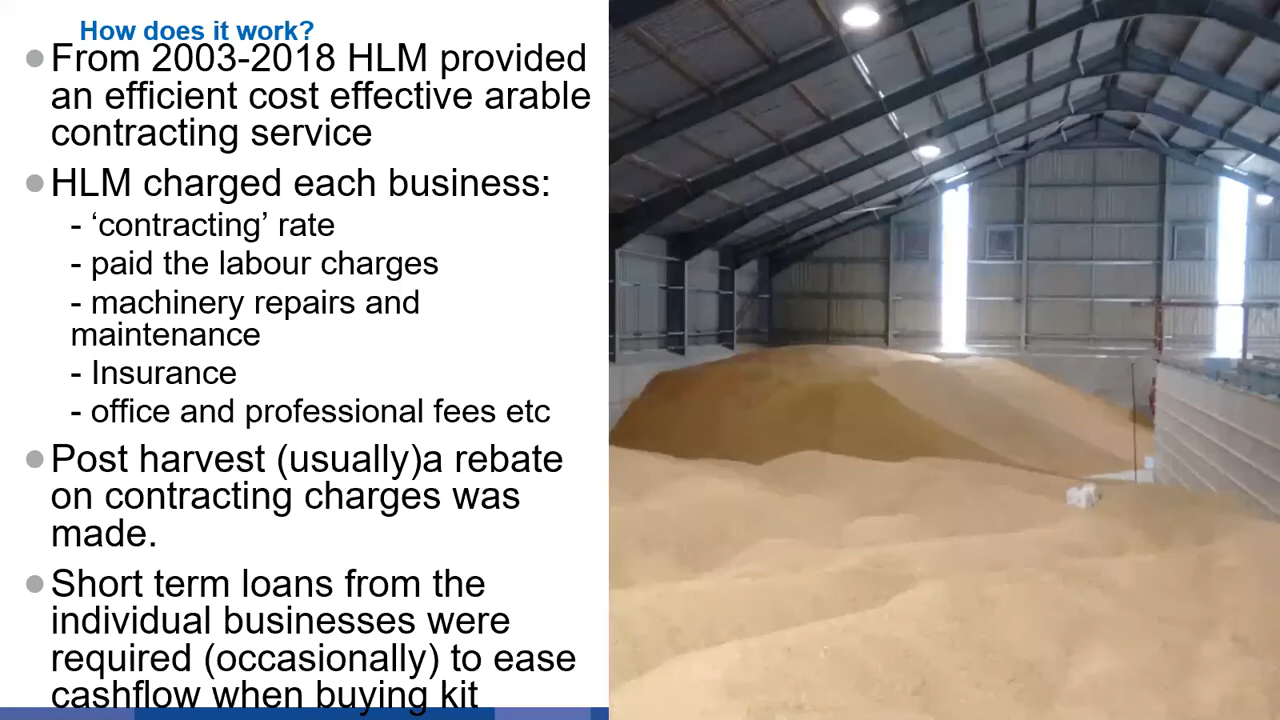 How does it work?
From 2003-2018 HLM provided
an efficient cost effective arable
contracting service
HLM charged each business:
- ‘contracting’ rate
- paid the labour charges
- machinery repairs and
maintenance
- Insurance
- office and professional fees etc
Post harvest (usually)a rebate
on contracting charges was
made.
Short term loans from the
individual businesses were
required (occasionally) to ease
cashflow when buying kit